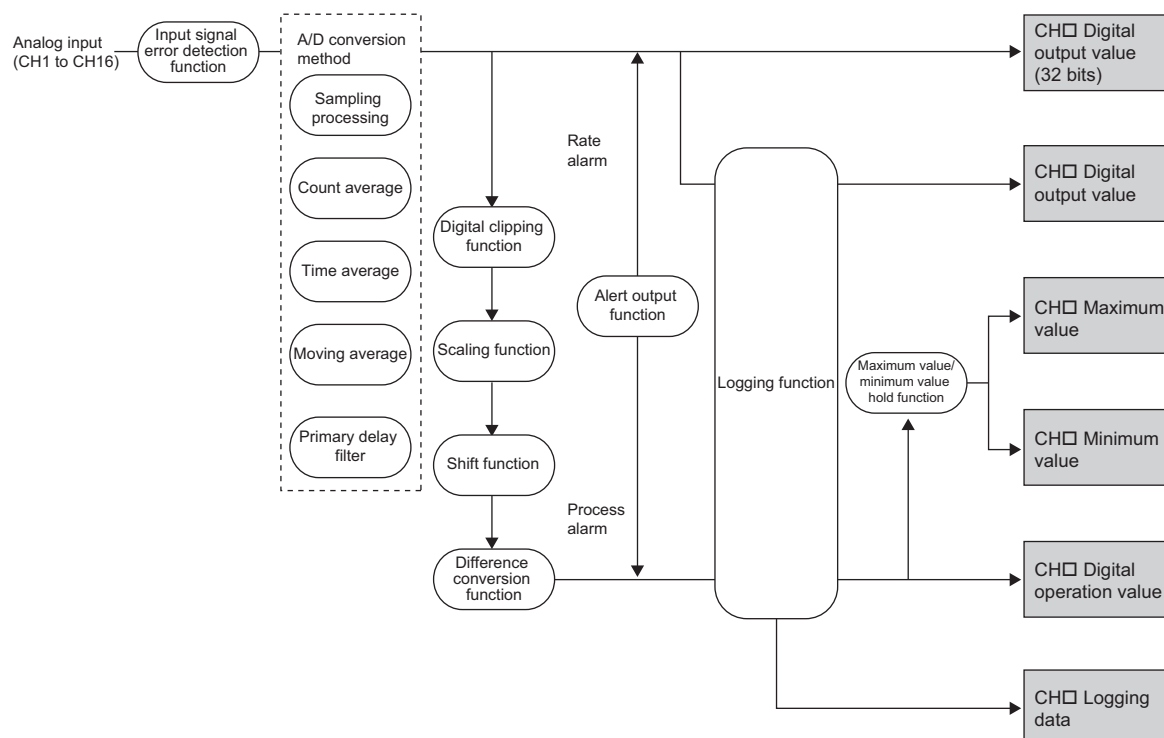 Analog input
(CH1 to CH16)
Input signal
error detection
function
A/D conversion
method
Sampling
processing
Count average
Time average
Moving average
Primary delay
filter
Digital clipping
function
Scaling function
Shift function
Difference
conversion
function
Rate
alarm
Alert output
function
Process
alarm
Logging function
Maximum value/
minimum value
hold function
CH□ Digital
output value
(32 bits)
CH□ Digital
output value
CH□ Maximum
value
CH□ Minimum
value
CH□ Digital
operation value
CH□ Logging
data